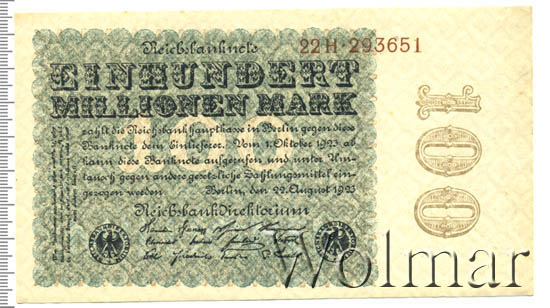 Reichsbanknote
22H·293651
EINHUNDERT
MILLIONEN MARK
zahlt die Reichsbankhauptkasse in Berlin gegen diese
Banknote dem Einlieferer. Vom 1. Oktober 1923 ab
kann diese Banknote aufgerufen und unter Um-
tausch gegen andere gesetzliche Zahlungsmittel ein-
gezogen werden
Berlin, den 22. August 1923
Reichsbankdirektorium
100
Wolmar